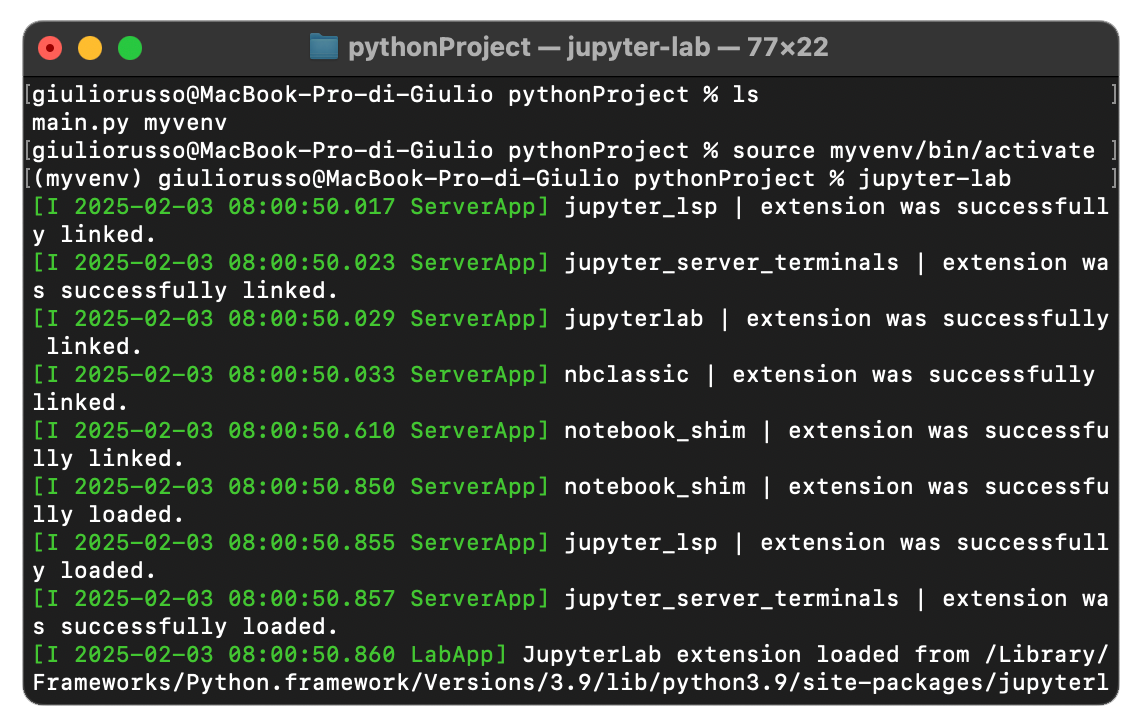 pythonProject — jupyter-lab — 77×22
[giuliorusso@MacBook-Pro-di-Giulio pythonProject % ls ]
main.py myvenv
[giuliorusso@MacBook-Pro-di-Giulio pythonProject % source myvenv/bin/activate ]
[(myvenv) giuliorusso@MacBook-Pro-di-Giulio pythonProject % jupyter-lab ]
[I 2025-02-03 08:00:50.017 ServerApp] jupyter_lsp | extension was successfull
y linked.
[I 2025-02-03 08:00:50.023 ServerApp] jupyter_server_terminals | extension wa
s successfully linked.
[I 2025-02-03 08:00:50.029 ServerApp] jupyterlab | extension was successfully
 linked.
[I 2025-02-03 08:00:50.033 ServerApp] nbclassic | extension was successfully
linked.
[I 2025-02-03 08:00:50.610 ServerApp] notebook_shim | extension was successfu
lly linked.
[I 2025-02-03 08:00:50.850 ServerApp] notebook_shim | extension was successfu
lly loaded.
[I 2025-02-03 08:00:50.855 ServerApp] jupyter_lsp | extension was successfull
y loaded.
[I 2025-02-03 08:00:50.857 ServerApp] jupyter_server_terminals | extension wa
s successfully loaded.
[I 2025-02-03 08:00:50.860 LabApp] JupyterLab extension loaded from /Library/
Frameworks/Python.framework/Versions/3.9/lib/python3.9/site-packages/jupyterl